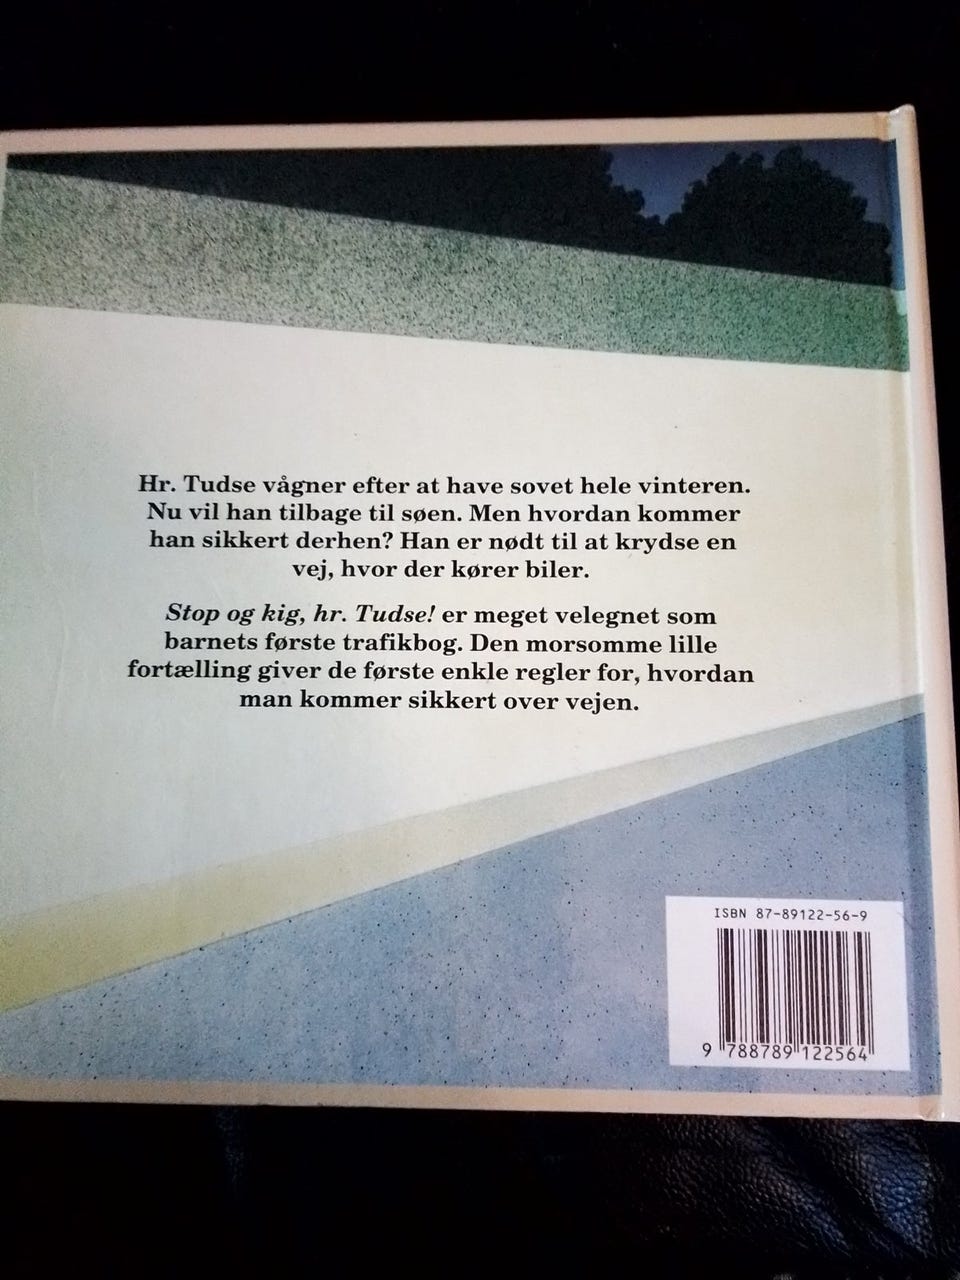 Hr. Tudse vågner efter at have sovet hele vinteren.
Nu vil han tilbage til søen. Men hvordan kommer
han sikkert derhen? Han er nødt til at krydse en
vej, hvor der kører biler.
Stop og kig, hr. Tudse! er meget velegnet som
barnets første trafikbog. Den morsomme lille
fortælling giver de første enkle regler for, hvordan
man kommer sikkert over vejen.
ISBN 87-89122-56-9
9 788789 122564